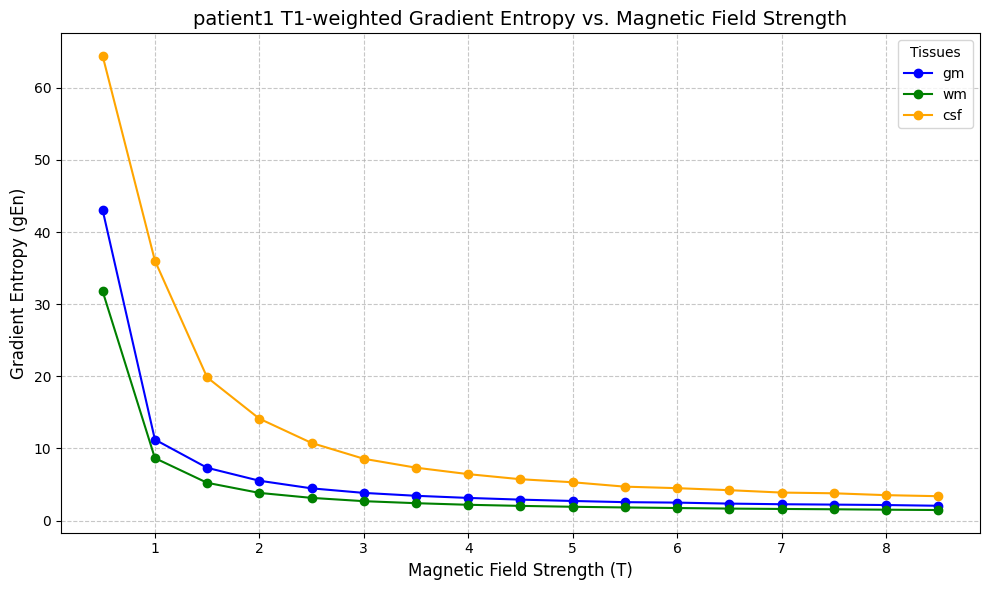 patient1 T1-weighted Gradient Entropy vs. Magnetic Field Strength
Tissues
gm
wm
csf
Gradient Entropy (gEn)
60
50
40
30
20
10
0
1 2 3 4 5 6 7 8
Magnetic Field Strength (T)